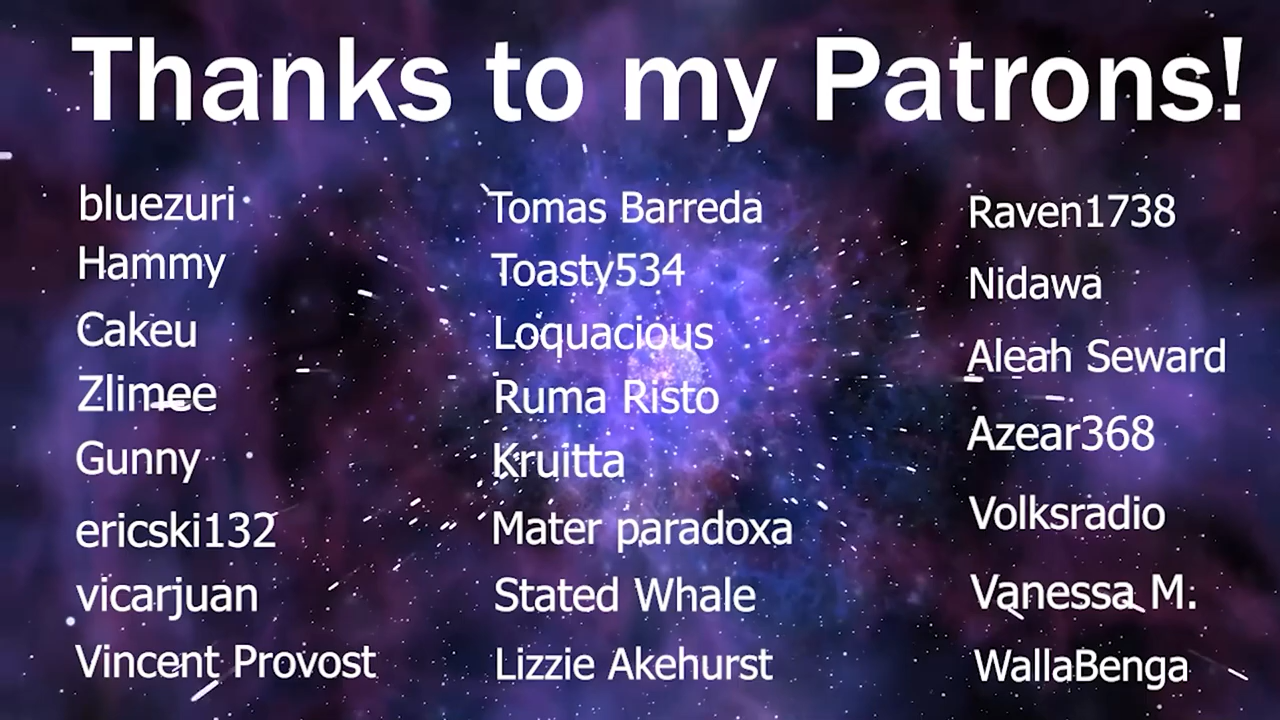 Thanks to my Patrons!
bluezuri
Hammy
Cakeu
Zlimee
Gunny
ericski132
vicarjuan
Vincent Provost
Tomas Barreda
Toasty534
Loquacious
Ruma Risto
Kruitta
Mater paradoxa
Stated Whale
Lizzie Akehurst
Raven1738
Nidawa
Aleah Seward
Azear368
Volksradio
Vanessa M.
WallaBenga